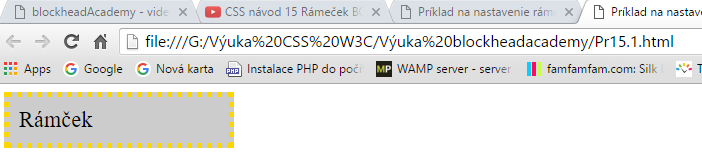 blockheadAcademy - vide
CSS návod 15 Rámeček B
Príklad na nastavenie rám
Príklad na nastav
file:///G:/Výuka%20CSS%20W3C/Výuka%20blockheadacademy/Pr15.1.html
Apps Google Nová karta Instalace PHP do poč WAMP server - server famfamfam.com: Silk
Rámček